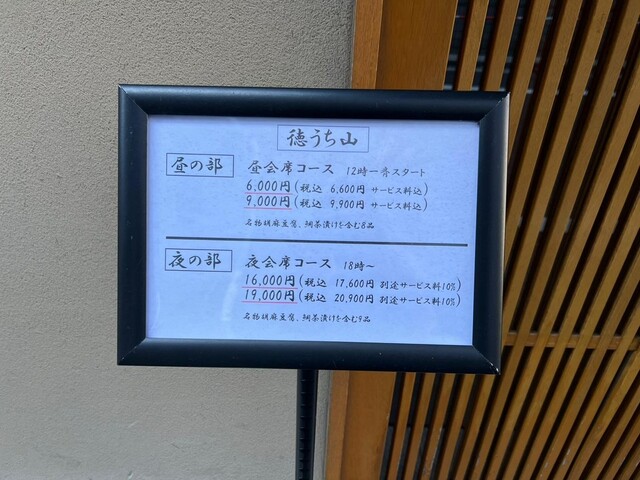 徳うち山
昼の部
昼会席コース 12時一斉スタート
6,000円(税込 6,600円 サービス料込)
9,000円(税込 9,900円 サービス料込)
名物胡麻豆腐、鯛茶漬けを含む8品
夜の部
夜会席コース 18時〜
16,000円(税込 17,600円 別途サービス料10%)
19,000円(税込 20,900円 別途サービス料10%)
名物胡麻豆腐、鯛茶漬けを含む9品